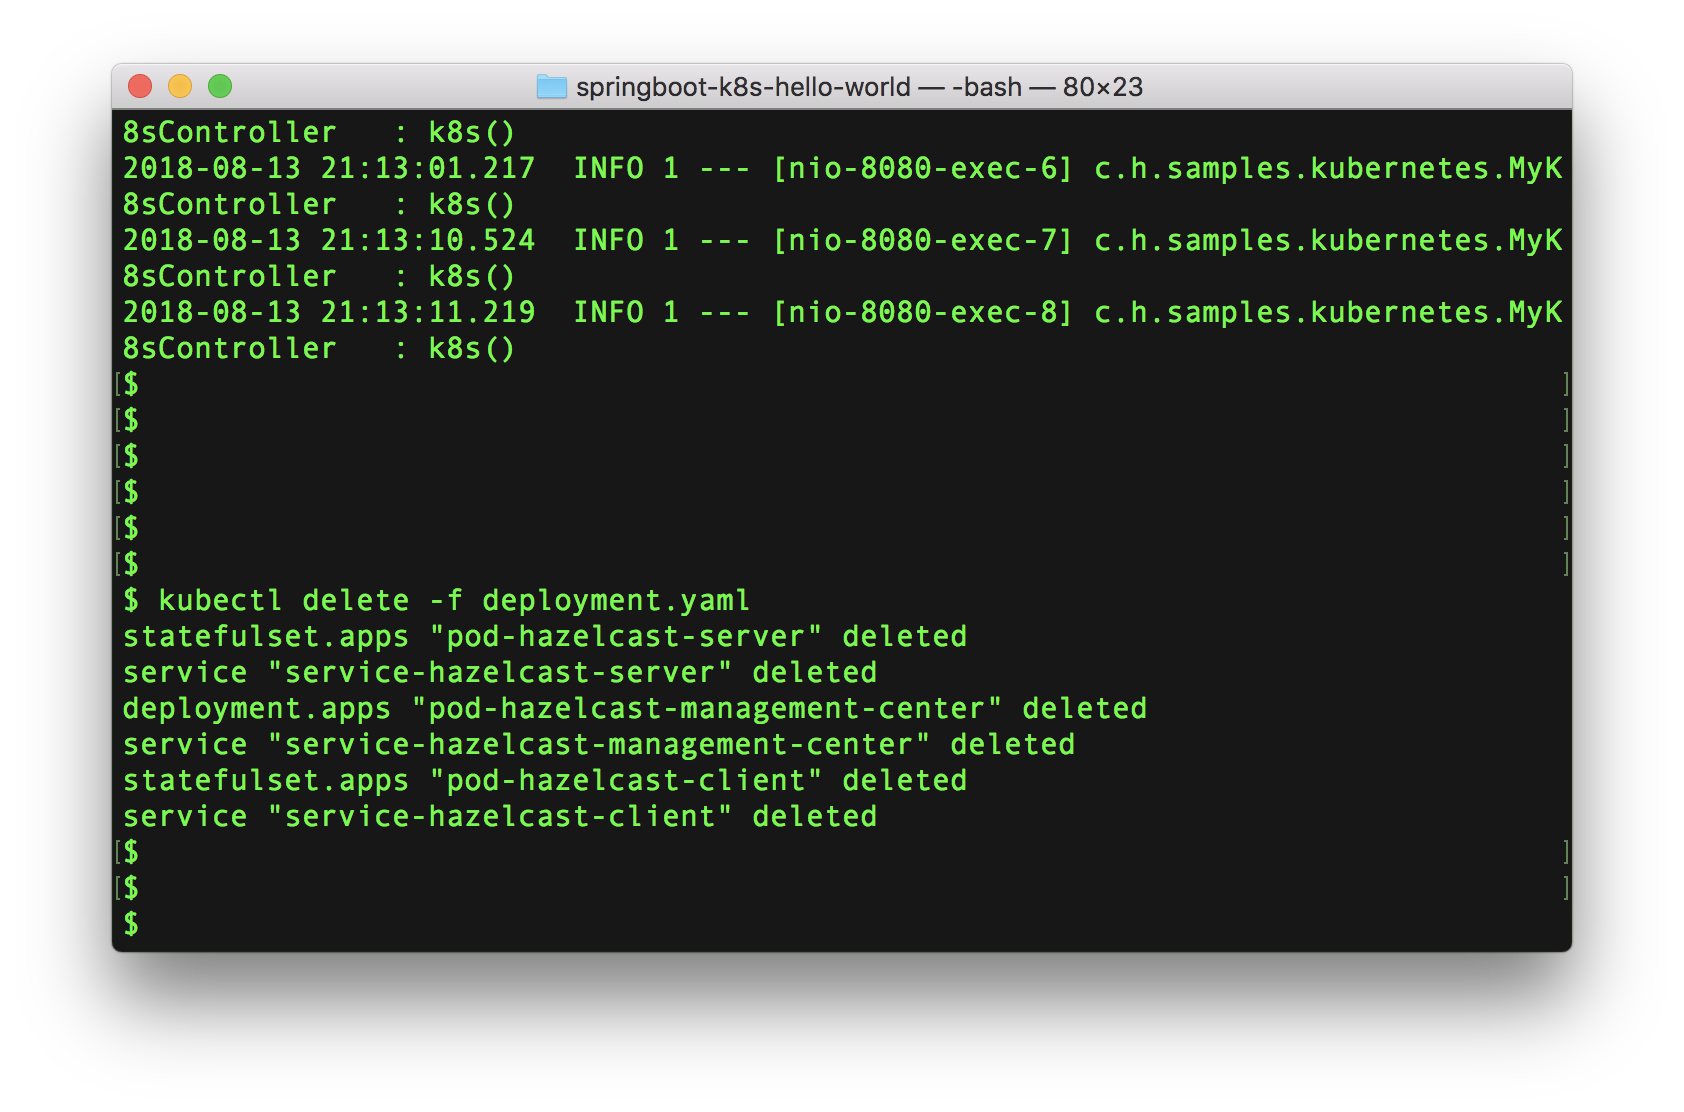 springboot-k8s-hello-world — -bash — 80×23
8sController   : k8s()
2018-08-13 21:13:01.217  INFO 1 --- [nio-8080-exec-6] c.h.samples.kubernetes.MyK
8sController   : k8s()
2018-08-13 21:13:10.524  INFO 1 --- [nio-8080-exec-7] c.h.samples.kubernetes.MyK
8sController   : k8s()
2018-08-13 21:13:11.219  INFO 1 --- [nio-8080-exec-8] c.h.samples.kubernetes.MyK
8sController   : k8s()
[$ ]
[$ ]
[$ ]
[$ ]
[$ ]
[$ ]
$ kubectl delete -f deployment.yaml
statefulset.apps "pod-hazelcast-server" deleted
service "service-hazelcast-server" deleted
deployment.apps "pod-hazelcast-management-center" deleted
service "service-hazelcast-management-center" deleted
statefulset.apps "pod-hazelcast-client" deleted
service "service-hazelcast-client" deleted
[$ ]
[$ ]
$